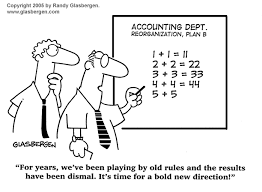 Copyright 2005 by Randy Glasbergen.
www.glasbergen.com
ACCOUNTING DEPT.
REORGANIZATION, PLAN B
1 + 1 = 11
2 + 2 = 22
3 + 3 = 33
4 + 4 = 44
5 + 5
GLASBERGEN
"For years, we've been playing by old rules and the results
have been dismal. It's time for a bold new direction!"